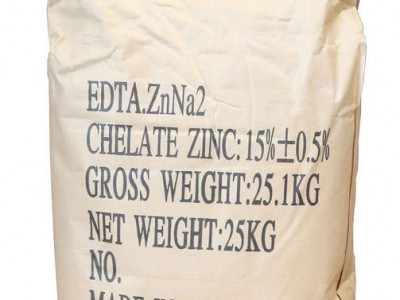 EDTA.ZnNa2
CHELATE ZINC:15%±0.5%
GROSS WEIGHT:25.1KG
NET WEIGHT:25KG
NO.